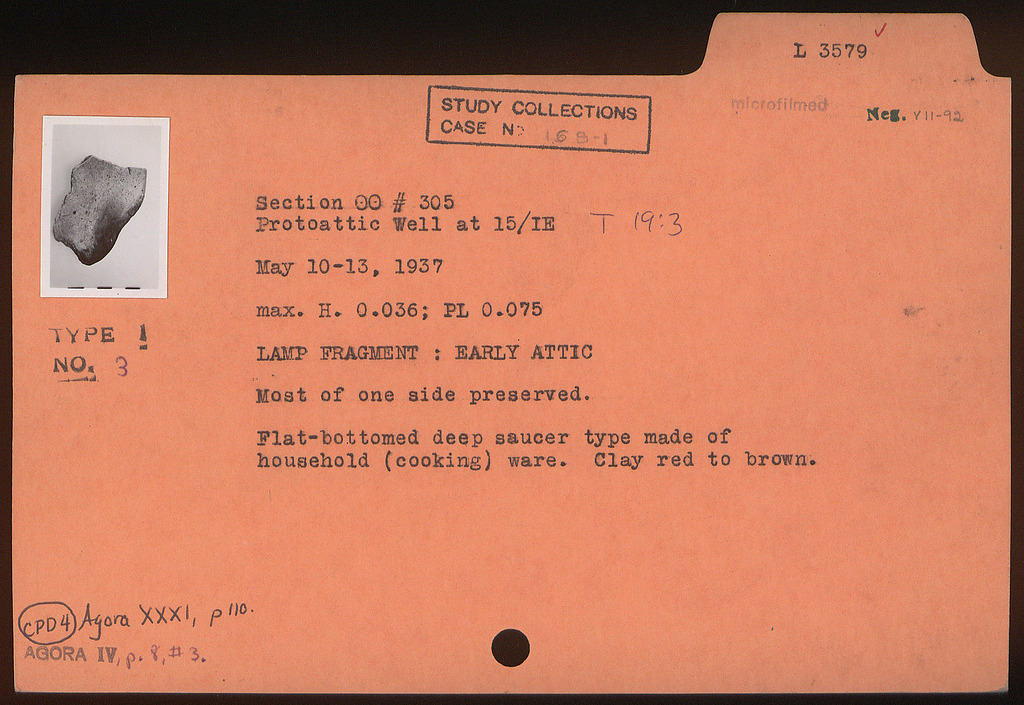 L 3579
microfilmed
Neg. VII-92
STUDY COLLECTIONS
CASE No 168-1
Section OO # 305
Protoattic Well at 15/IE T 19:3
May 10-13, 1937
max. H. 0.036; PL 0.075
LAMP FRAGMENT : EARLY ATTIC
Most of one side preserved.
Flat-bottomed deep saucer type made of
household (cooking) ware. Clay red to brown.
TYPE 1
NO. 3
CPD4 Agora XXXI, p 110.
AGORA IV, p. 8, #3.